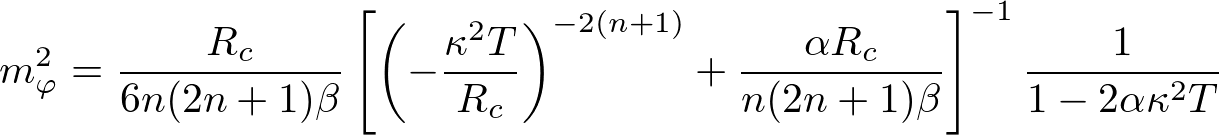 $m_{\varphi}^{2} = \frac{R_c}{6n(2n+1)\beta} \left[ \left( -\frac{\kappa^2 T}{R_c} \right)^{-2(n+1)} + \frac{\alpha R_c}{n(2n+1)\beta} \right]^{-1} \frac{1}{1 - 2\alpha\kappa^2 T}$